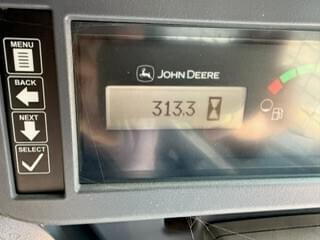 MENU
BACK
NEXT
SELECT
JOHN DEERE
313.3